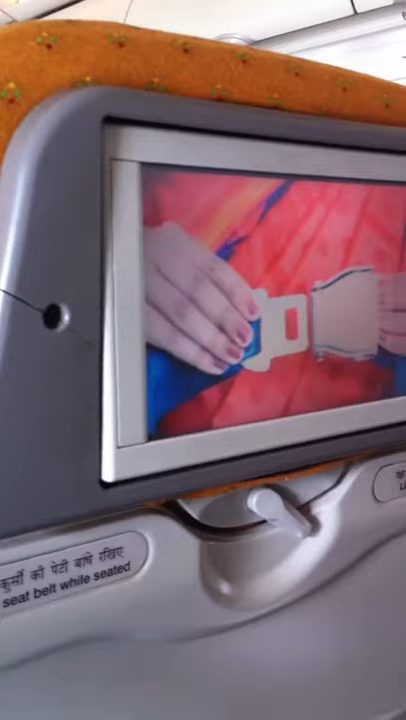 कुर्सी की पेटी बांधे रखिए
seat belt while seated